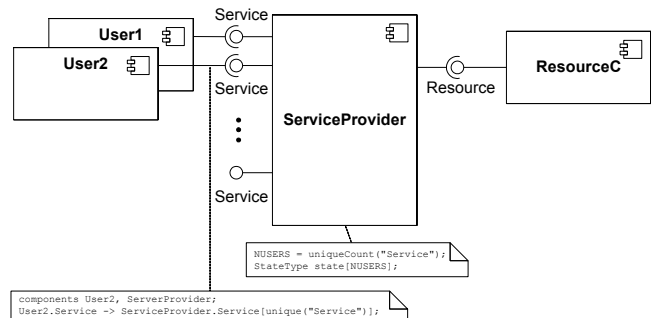 Service
User1
User2
Service
ServiceProvider
Resource
ResourceC
Service
NUSERS = uniqueCount("Service");
StateType state[NUSERS];
components User2, ServerProvider;
User2.Service -> ServiceProvider.Service[unique("Service")];